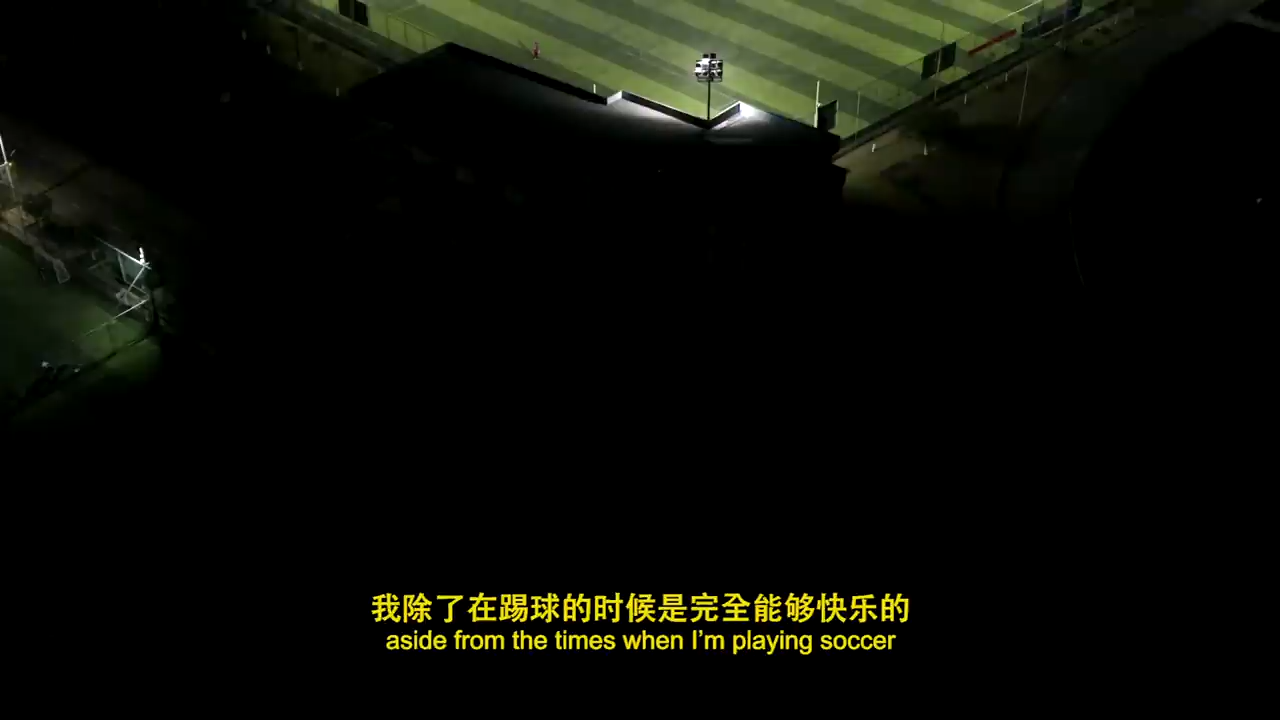 我除了在踢球的时候是完全能够快乐的
aside from the times when I'm playing soccer